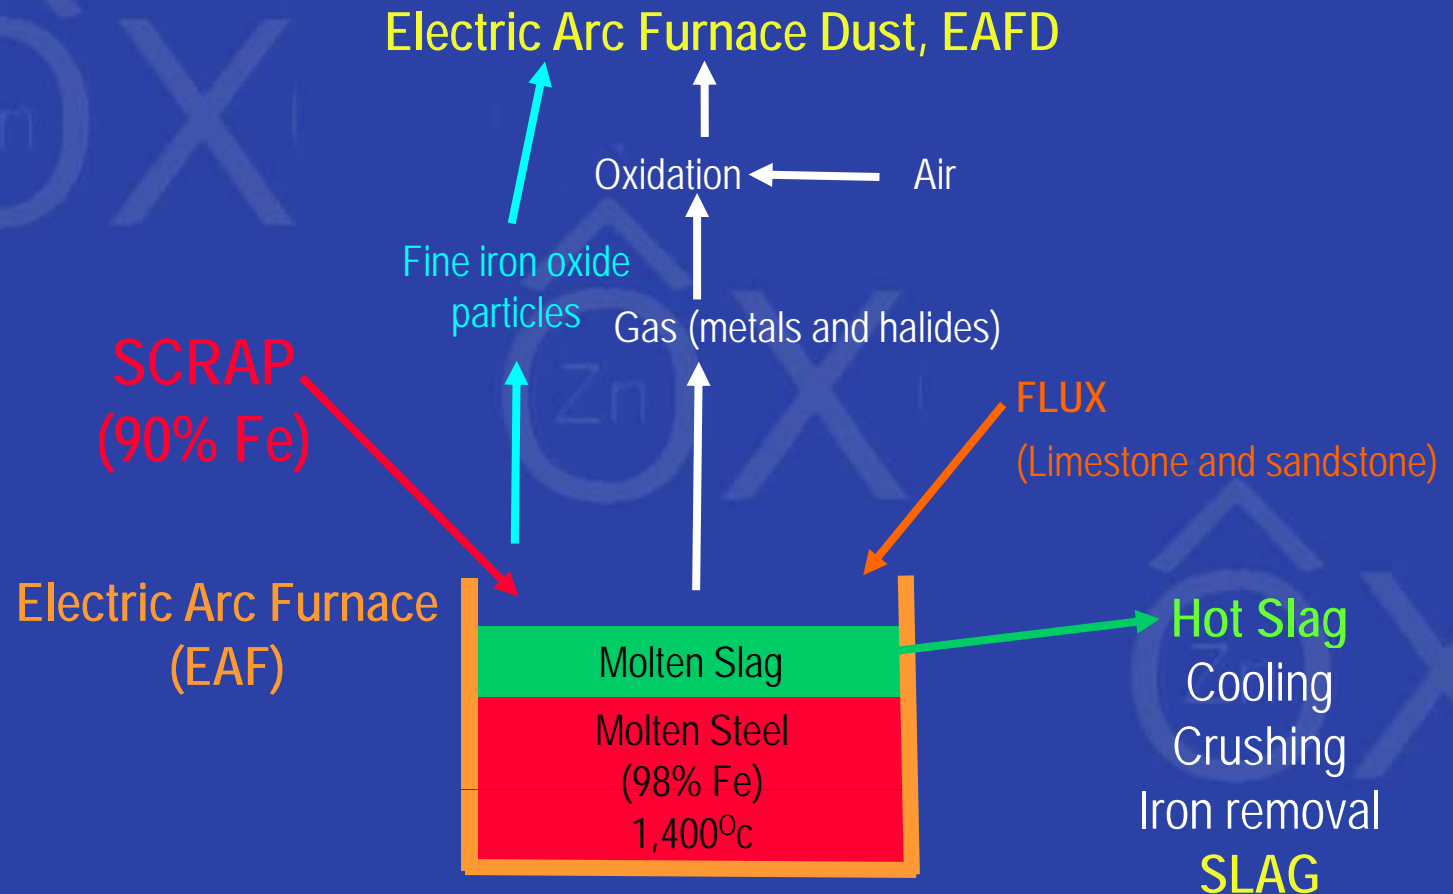 Electric Arc Furnace Dust, EAFD
Oxidation
Air
Fine iron oxide
particles
Gas (metals and halides)
SCRAP
(90% Fe)
FLUX
(Limestone and sandstone)
Electric Arc Furnace
(EAF)
Molten Slag
Molten Steel
(98% Fe)
1,400⁰c
Hot Slag
Cooling
Crushing
Iron removal
SLAG
Zn